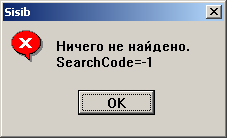 Sisib
Ничего не найдено.
SearchCode=-1
OK